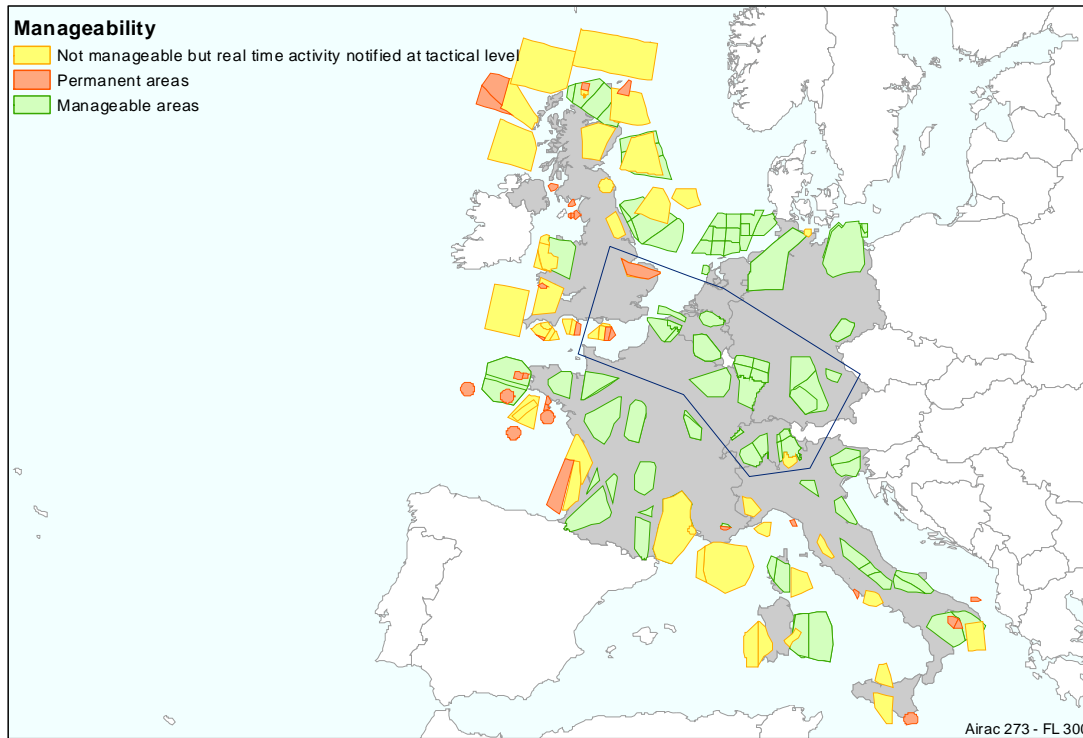 Manageability
Not manageable but real time activity notified at tactical level
Permanent areas
Manageable areas
Airac 273 - FL 300